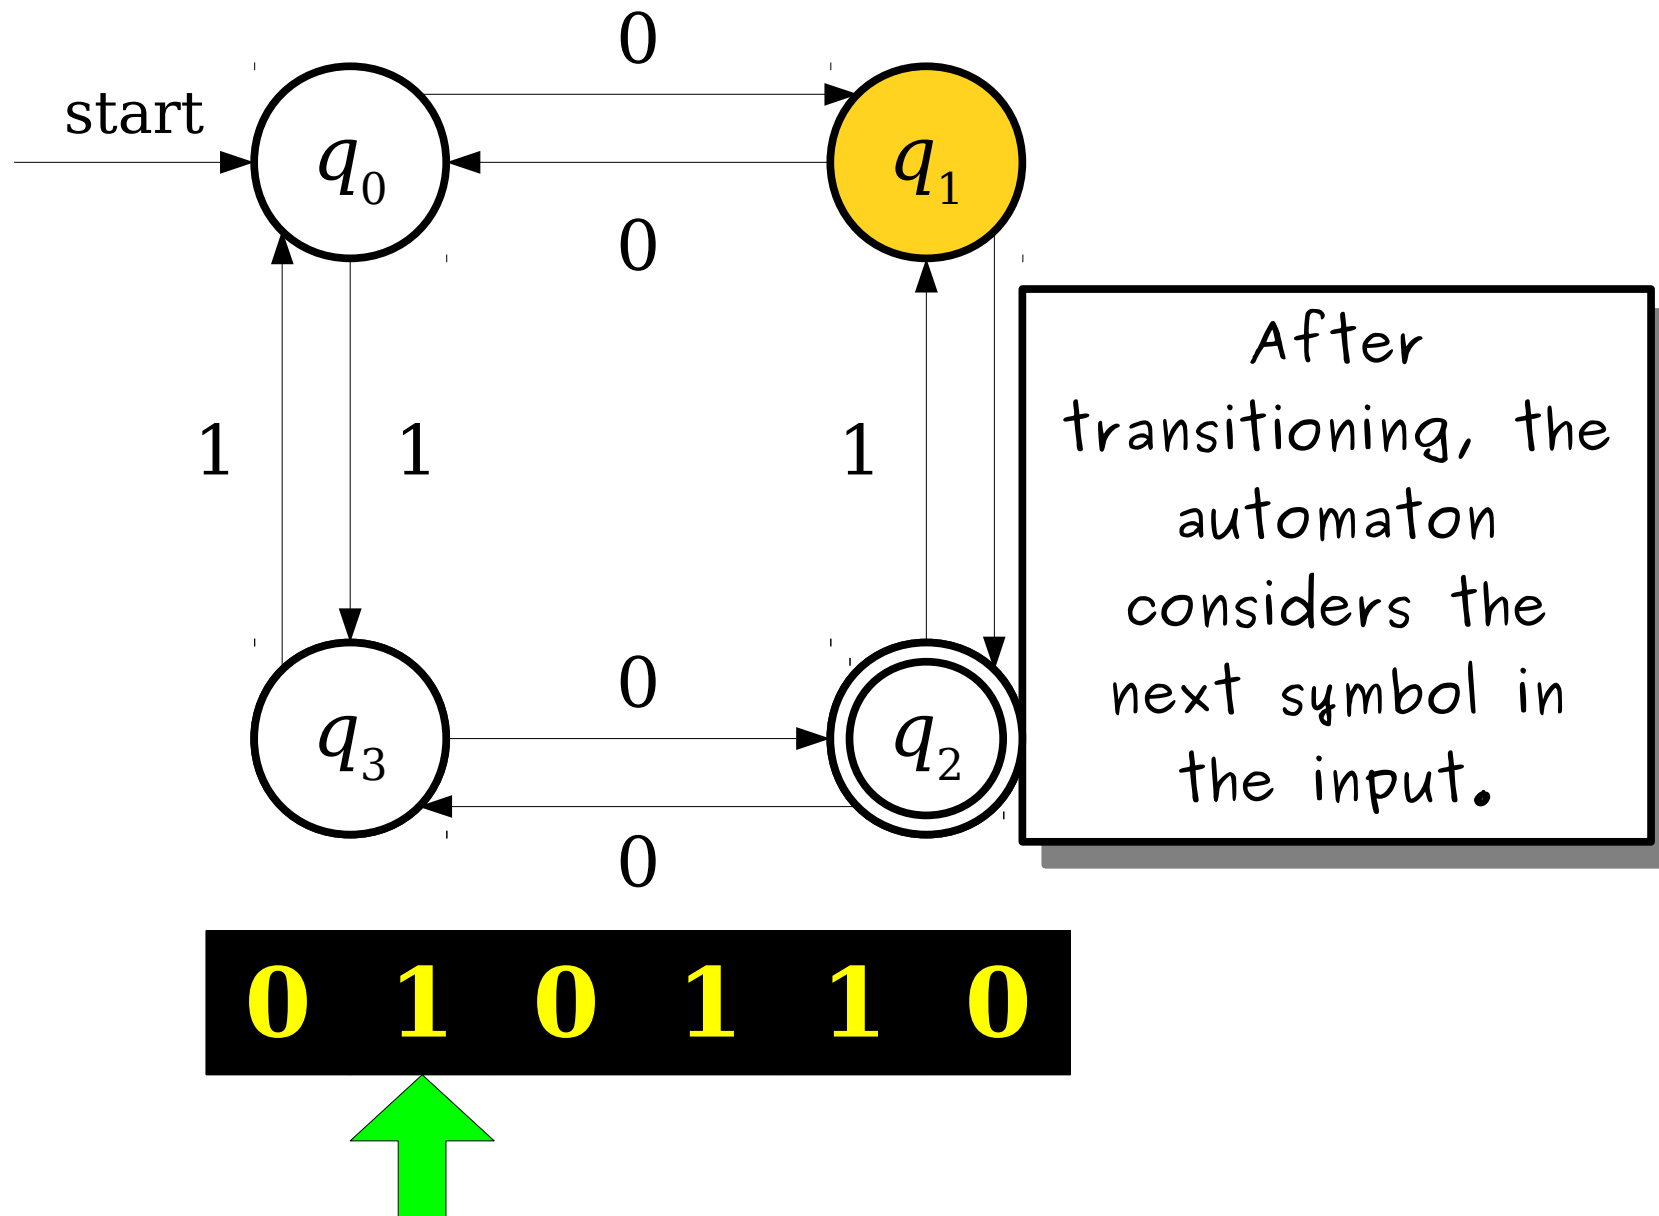 0
start
q0
q1
0
After
transitioning, the
automaton
considers the
next symbol in
the input.
1 1 1
0
q3
q2
0
0 1 0 1 1 0